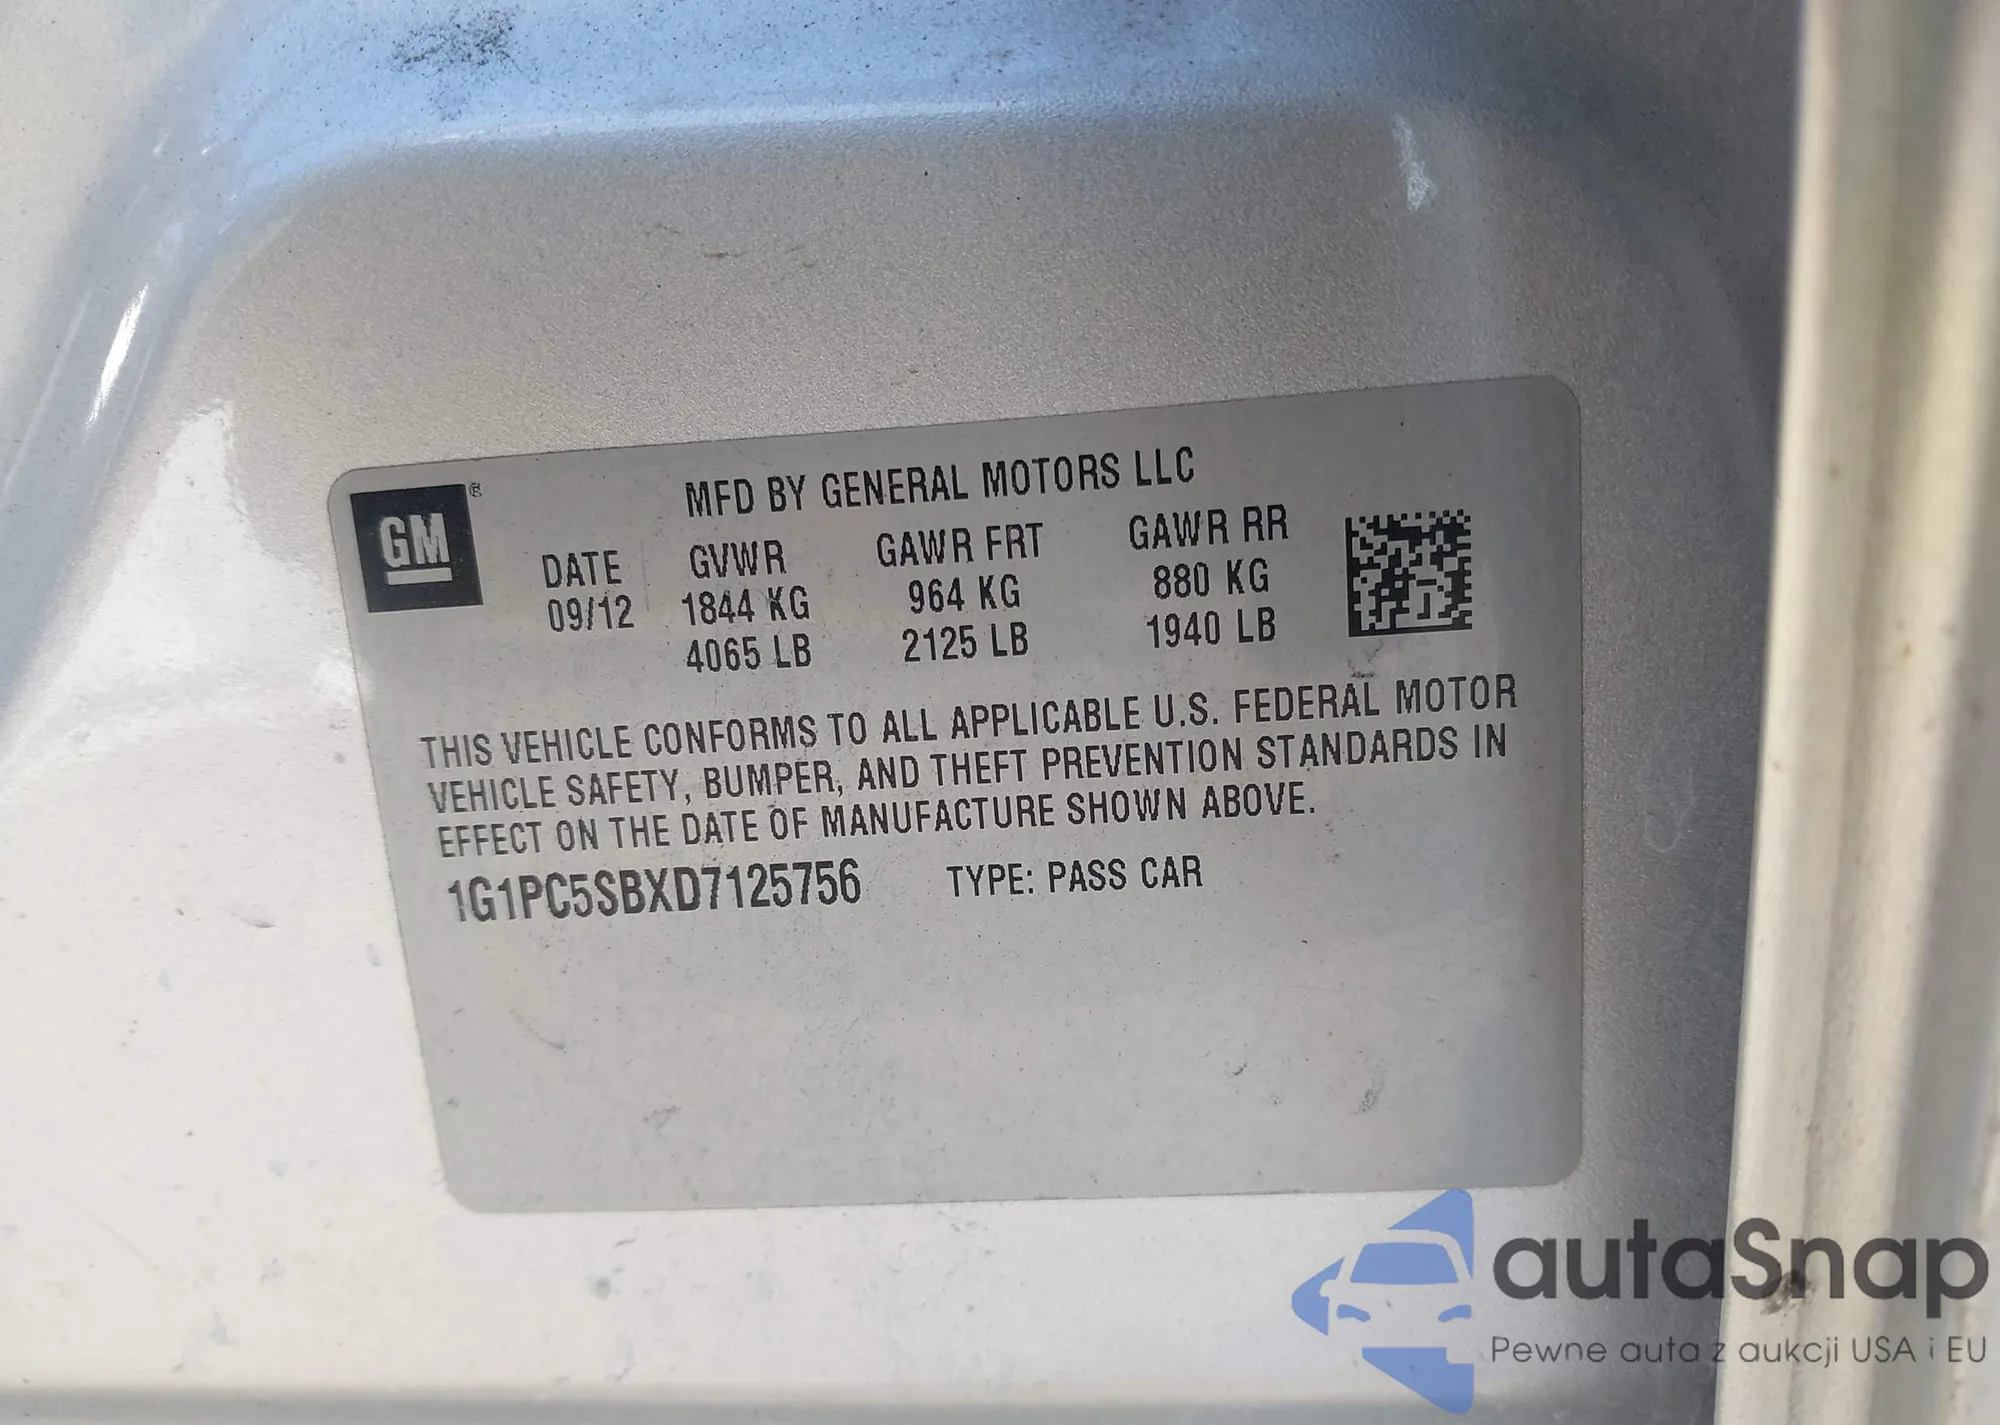 GM®
MFD BY GENERAL MOTORS LLC
DATE GVWR GAWR FRT GAWR RR
09/12 1844 KG 964 KG 880 KG
4065 LB 2125 LB 1940 LB
THIS VEHICLE CONFORMS TO ALL APPLICABLE U.S. FEDERAL MOTOR
VEHICLE SAFETY, BUMPER, AND THEFT PREVENTION STANDARDS IN
EFFECT ON THE DATE OF MANUFACTURE SHOWN ABOVE.
1G1PC5SBXD7125756 TYPE: PASS CAR
autaSnap
Pewne auta z aukcji USA i EU